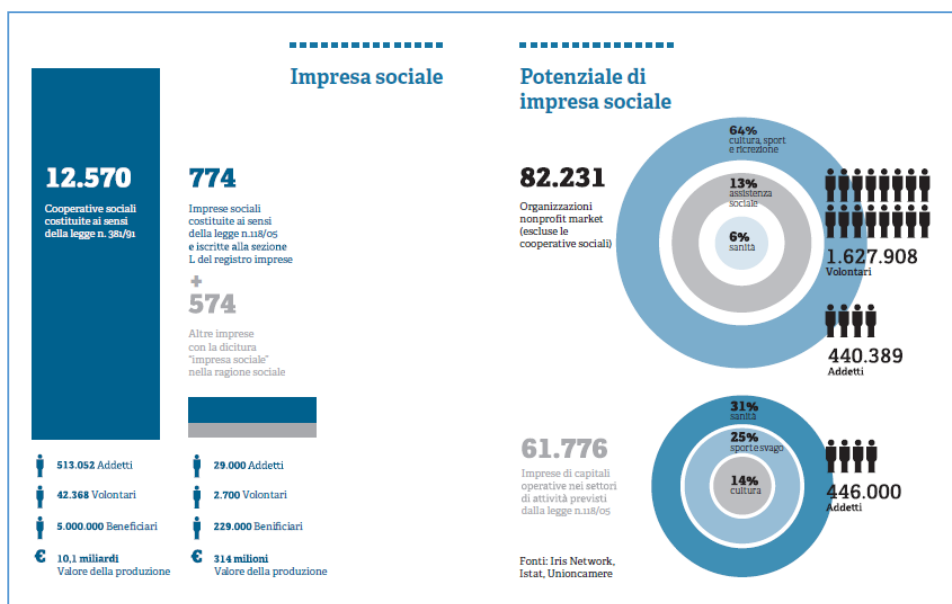 Impresa sociale
12.570
Cooperative sociali
costituite ai sensi
della legge n. 381/91
774
Imprese sociali
costituite ai sensi
della legge n.118/05
e iscritte alla sezione
L del registro imprese
+
574
Altre imprese
con la dicitura
"impresa sociale"
nella ragione sociale
513.052 Addetti
42.368 Volontari
5.000.000 Beneficiari
€ 10,1 miliardi
Valore della produzione
29.000 Addetti
2.700 Volontari
229.000 Benificiari
€ 314 milioni
Valore della produzione
Potenziale di
impresa sociale
82.231
Organizzazioni
nonprofit market
(escluse le
cooperative sociali)
64%
cultura, sport
e ricrezione
13%
assistenza
sociale
6%
sanità
1.627.908
Volontari
440.389
Addetti
61.776
Imprese di capitali
operative nei settori
di attività previsti
dalla legge n.118/05
31%
sanità
25%
sport e svago
14%
cultura
446.000
Addetti
Fonti: Iris Network,
Istat, Unioncamere